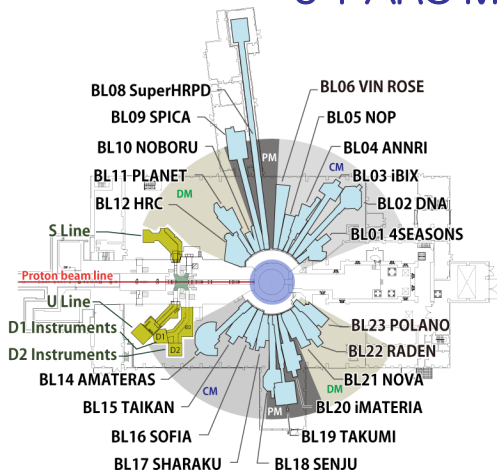 J-PARC M
BL08 SuperHRPD
BL06 VIN ROSE
BL09 SPICA
BL05 NOP
BL10 NOBORU
PM
BL04 ANNRI
BL11 PLANET
CM
BL03 iBIX
DM
BL12 HRC
BL02 DNA
S Line
BL01 4SEASONS
Proton beam line
U Line
D1 Instruments
D1
BL23 POLANO
D2 Instruments
D2
BL22 RADEN
BL14 AMATERAS
CM
BL21 NOVA
DM
BL15 TAIKAN
PM
BL20 iMATERIA
BL16 SOFIA
BL19 TAKUMI
BL17 SHARAKU
BL18 SENJU